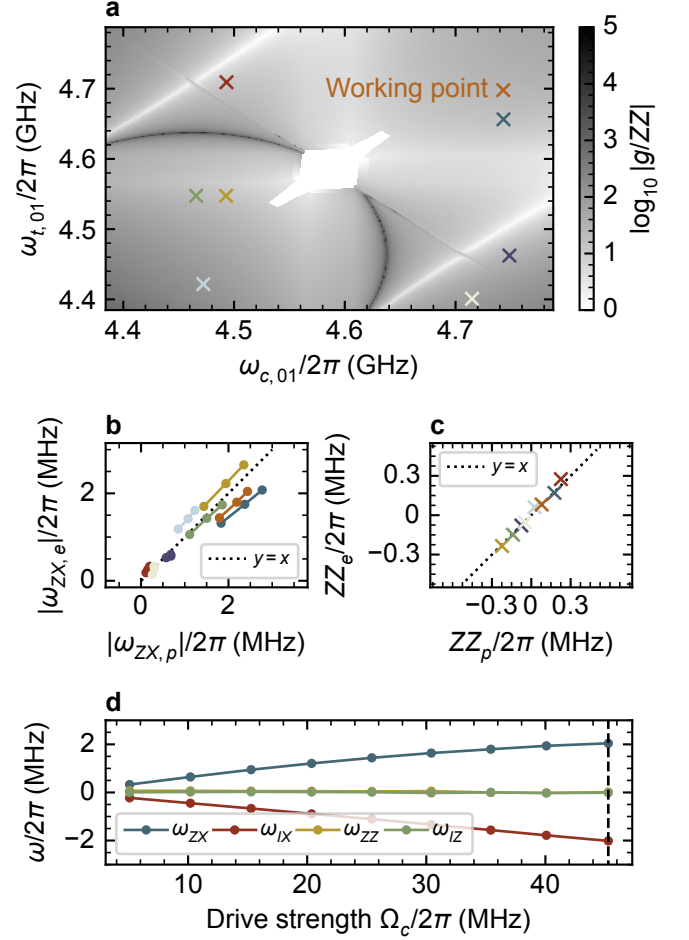 a
4.7
4.6
4.5
4.4
ω_{t, 01}/2π (GHz)
Working point
4.4
4.5
4.6
4.7
ω_{c, 01}/2π (GHz)
5
4
3
2
1
0
log₁₀ |g/ZZ|
b
2
0
|ω_{ZX, e}|/2π (MHz)
y = x
0
2
|ω_{ZX, p}|/2π (MHz)
c
0.3
0
−0.3
ZZ_e/2π (MHz)
y = x
−0.3
0
0.3
ZZ_p/2π (MHz)
d
2
0
−2
ω/2π (MHz)
ω_{ZX}
ω_{IX}
ω_{ZZ}
ω_{IZ}
10
20
30
40
Drive strength Ω_c/2π (MHz)